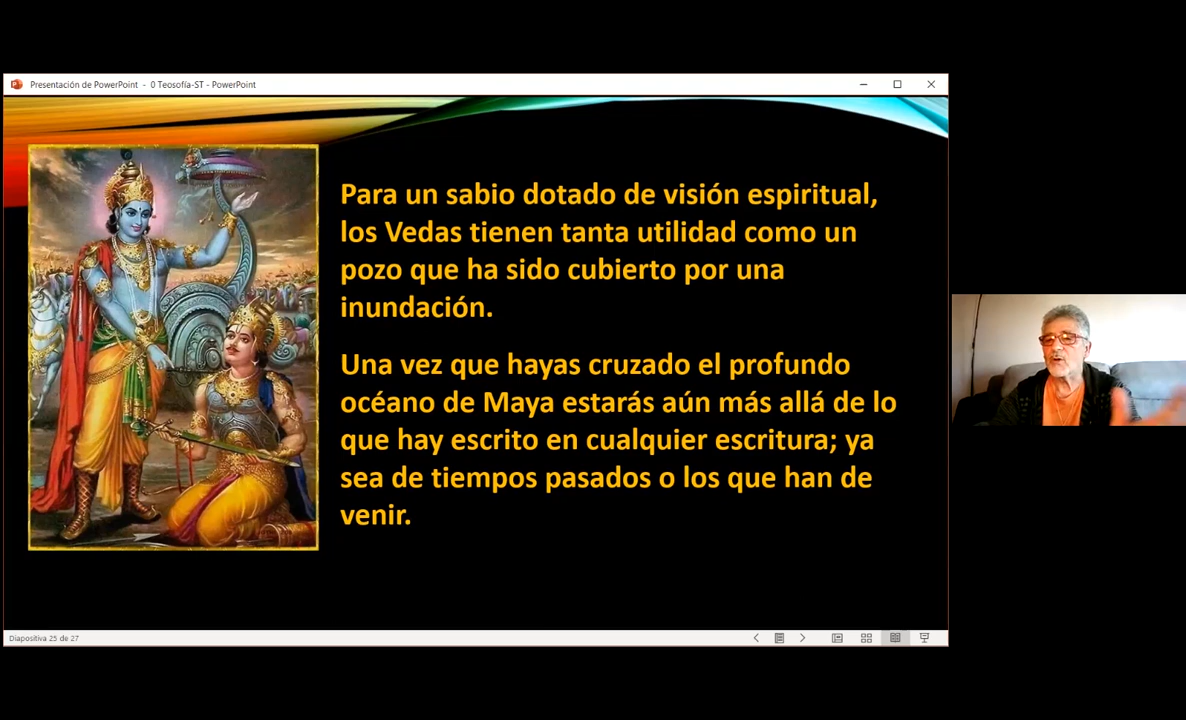 Presentación de PowerPoint - 0 Teosofía-ST - PowerPoint
Para un sabio dotado de visión espiritual,
los Vedas tienen tanta utilidad como un
pozo que ha sido cubierto por una
inundación.
Una vez que hayas cruzado el profundo
océano de Maya estarás aún más allá de lo
que hay escrito en cualquier escritura; ya
sea de tiempos pasados o los que han de
venir.
Diapositiva 25 de 27